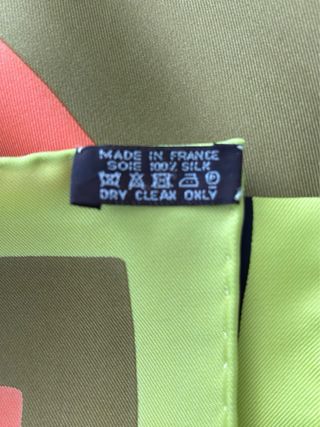 MADE IN FRANCE
SOIE 100% SILK
P
DRY CLEAN ONLY